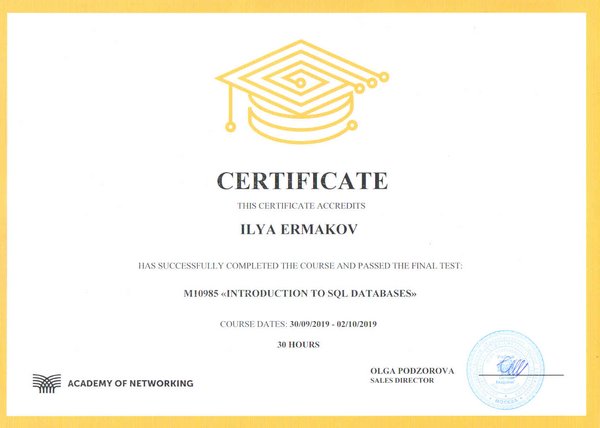 CERTIFICATE
THIS CERTIFICATE ACCREDITS
ILYA ERMAKOV
HAS SUCCESSFULLY COMPLETED THE COURSE AND PASSED THE FINAL TEST:
M10985 «INTRODUCTION TO SQL DATABASES»
COURSE DATES: 30/09/2019 - 02/10/2019
30 HOURS
ACADEMY OF NETWORKING
OLGA PODZOROVA
SALES DIRECTOR
МОСКВА